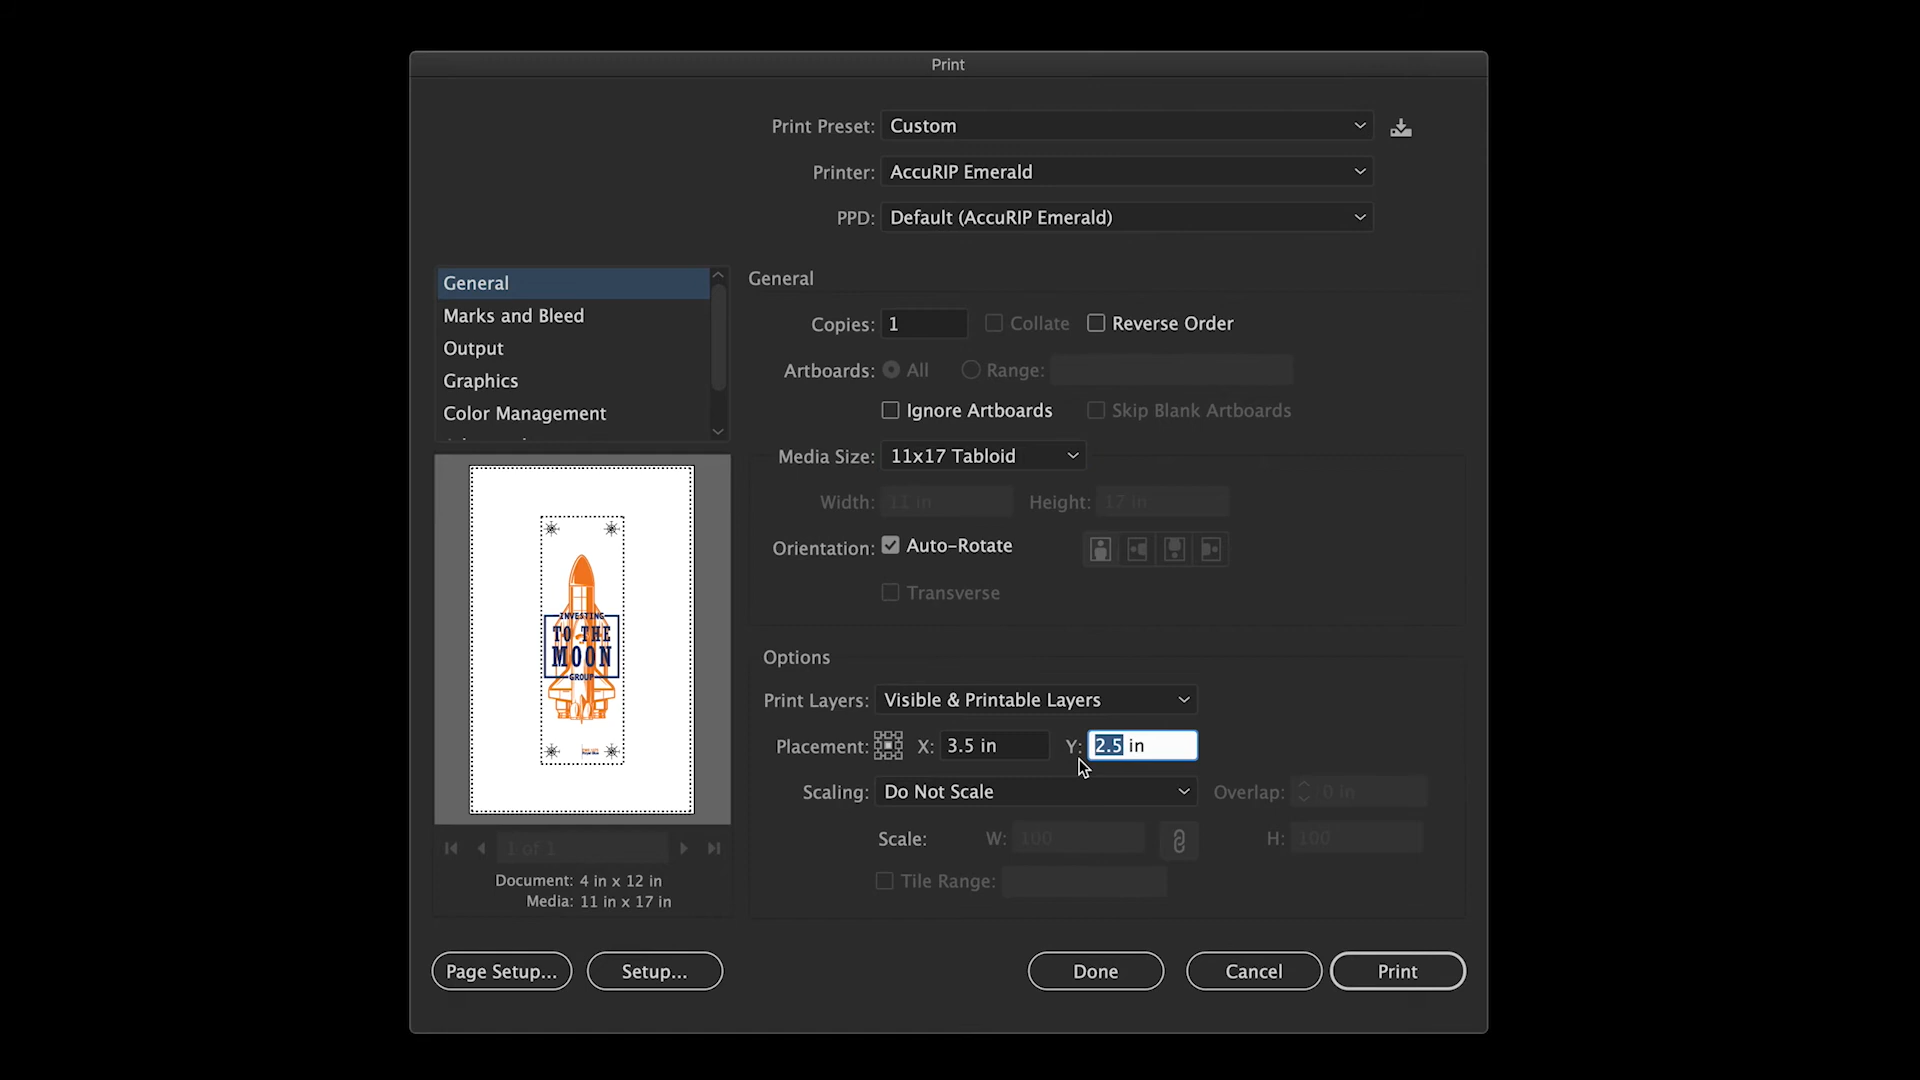 Print
Print Preset: Custom
Printer: AccuRIP Emerald
PPD: Default (AccuRIP Emerald)
General
Marks and Bleed
Output
Graphics
Color Management
General
Copies: 1 Collate Reverse Order
Artboards: All Range:
Ignore Artboards Skip Blank Artboards
Media Size: 11x17 Tabloid
Width: 11 in Height: 17 in
Orientation: Auto-Rotate
Transverse
INVESTING
TO THE
MOON
GROUP
Options
Print Layers: Visible & Printable Layers
Placement: X: 3.5 in Y: 2.5 in
Scaling: Do Not Scale Overlap: 0 in
Scale: W: 100 H: 100
Tile Range:
1 of 1
Document: 4 in x 12 in
Media: 11 in x 17 in
Page Setup... Setup... Done Cancel Print